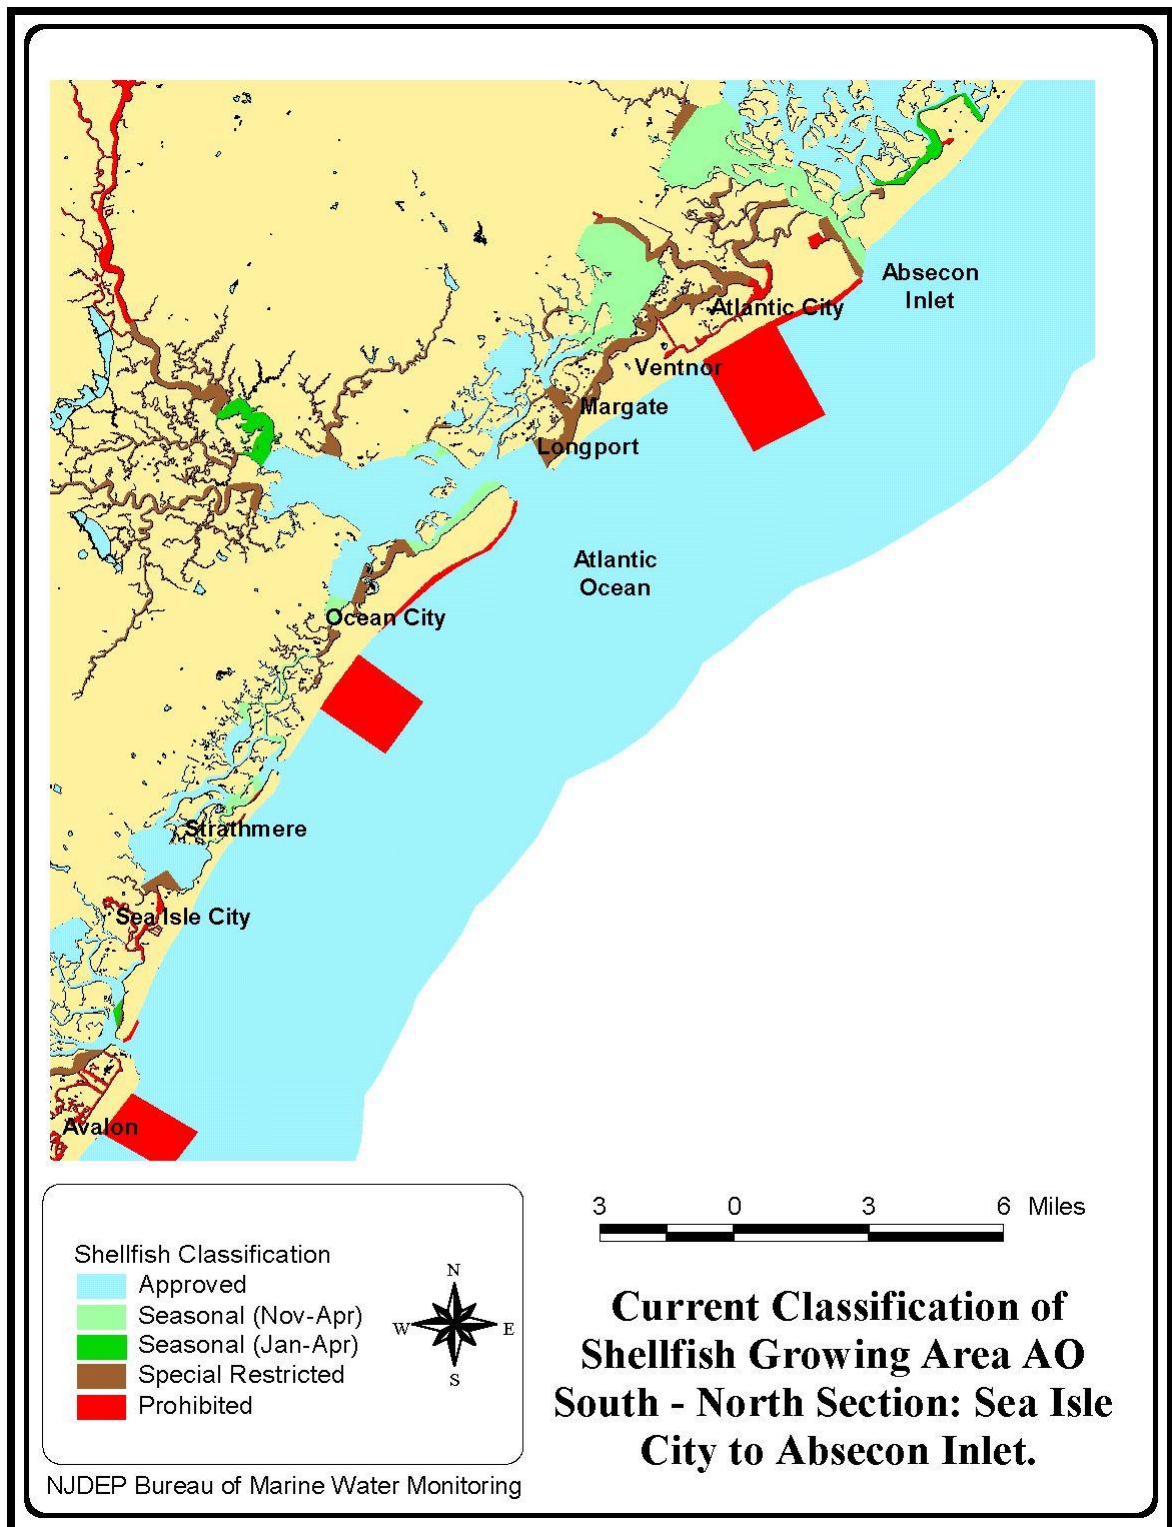 Absecon
Inlet
Atlantic City
Ventnor
Margate
Longport
Atlantic
Ocean
Ocean City
Strathmere
Sea Isle City
Avalon
3 0 3 6 Miles
Shellfish Classification
Approved
Seasonal (Nov-Apr)
Seasonal (Jan-Apr)
Special Restricted
Prohibited
N
W E
S
Current Classification of
Shellfish Growing Area AO
South - North Section: Sea Isle
City to Absecon Inlet.
NJDEP Bureau of Marine Water Monitoring